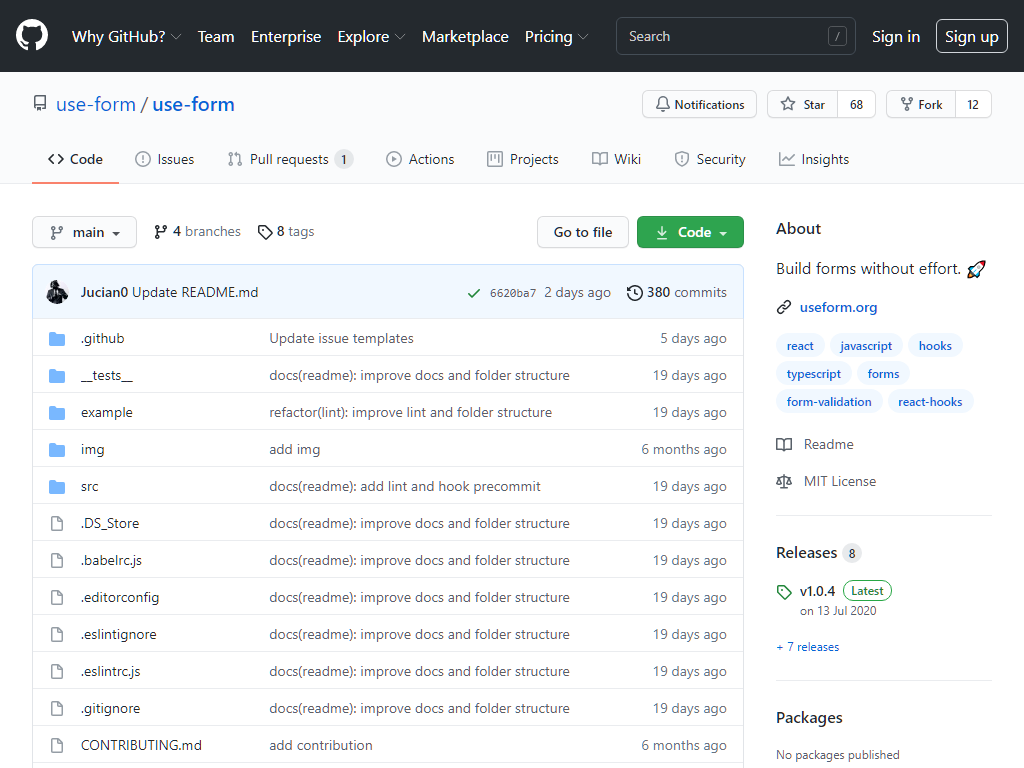 Why GitHub? Team Enterprise Explore Marketplace Pricing Search / Sign in Sign up
use-form / use-form Notifications Star 68 Fork 12
Code Issues Pull requests 1 Actions Projects Wiki Security Insights
main 4 branches 8 tags Go to file Code
Jucian0 Update README.md 6620ba7 2 days ago 380 commits
.github Update issue templates 5 days ago
__tests__ docs(readme): improve docs and folder structure 19 days ago
example refactor(lint): improve lint and folder structure 19 days ago
img add img 6 months ago
src docs(readme): add lint and hook precommit 19 days ago
.DS_Store docs(readme): improve docs and folder structure 19 days ago
.babelrc.js docs(readme): improve docs and folder structure 19 days ago
.editorconfig docs(readme): improve docs and folder structure 19 days ago
.eslintignore docs(readme): improve docs and folder structure 19 days ago
.eslintrc.js docs(readme): improve docs and folder structure 19 days ago
.gitignore docs(readme): improve docs and folder structure 19 days ago
CONTRIBUTING.md add contribution 6 months ago
About
Build forms without effort. 🚀
useform.org
react javascript hooks
typescript forms
form-validation react-hooks
Readme
MIT License
Releases 8
v1.0.4 Latest
on 13 Jul 2020
+ 7 releases
Packages
No packages published